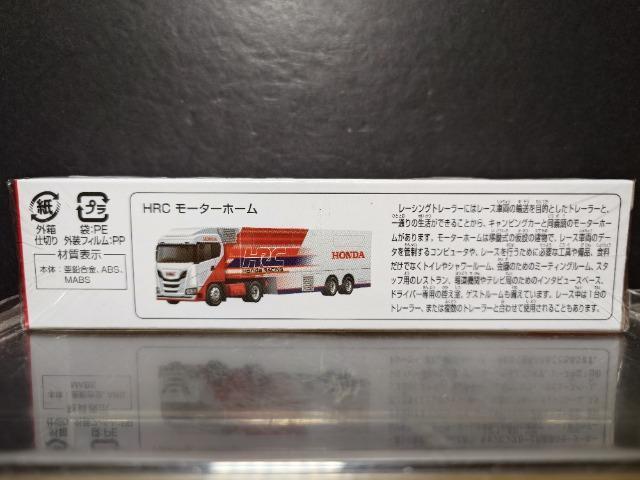 紙
プラ
外箱
仕切り
袋:PE
外装フィルム:PP
材質表示
本体:亜鉛合金、ABS、
MABS
HRC モーターホーム
HRC
HONDA RACING
HONDA
レーシングトレーラーにはレース車両の輸送を目的としたトレーラーと、
一通りの生活ができることから、キャンピングカーと同義語のモーターホー
ムがあります。モーターホームは移動式の仮設の建物で、レース車両のデー
タを管制するコンピュータや、レースを行うために必要な工具や備品、食料
だけでなくトイレやシャワールーム、会議のためのミーティングルーム、スタ
ッフ用のレストラン、報道機関やテレビ局のためのインタビュースペース、
ドライバー専用の控え室、ゲストルームも備えています。レース中は1台の
トレーラー、または複数のトレーラーと合わせて使用されることもあります。